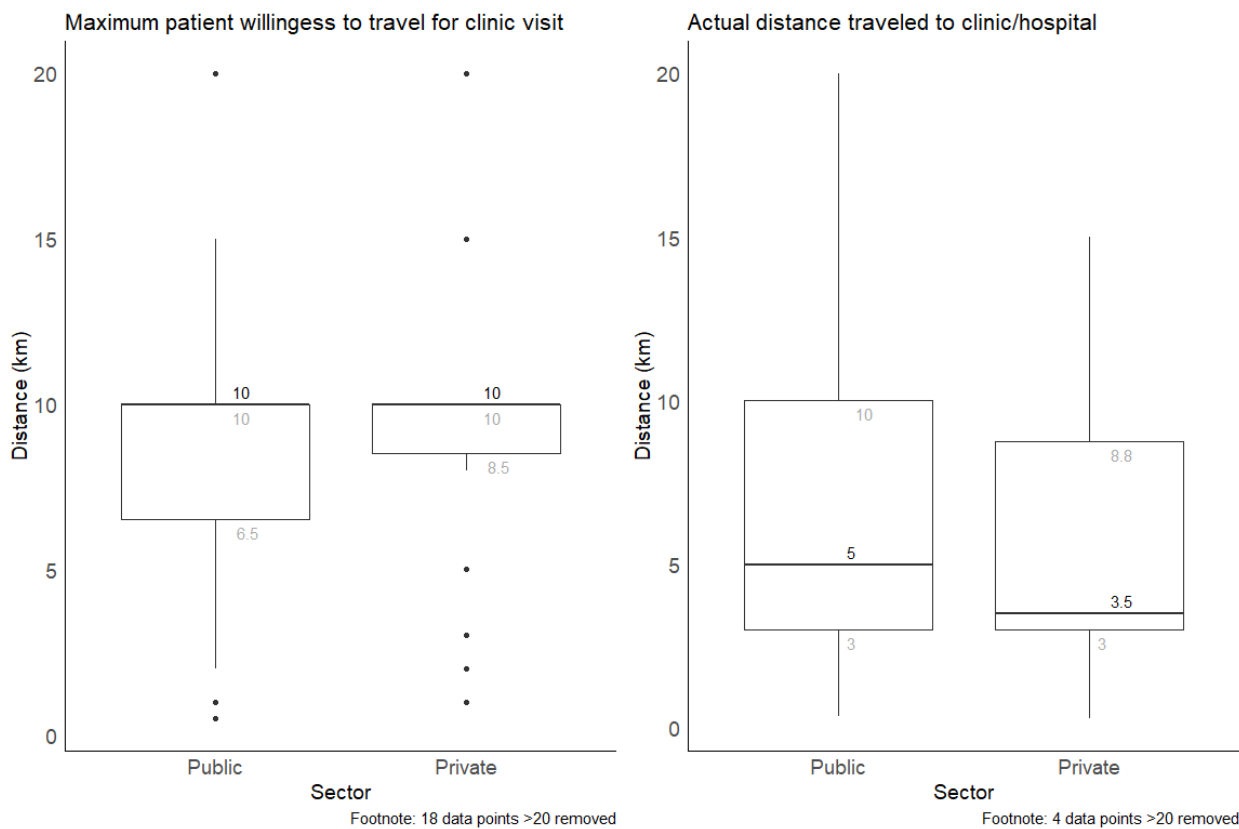 Maximum patient willingess to travel for clinic visit
20
15
10
5
0
Distance (km)
10
10
6.5
10
10
8.5
Public
Private
Sector
Footnote: 18 data points >20 removed
Actual distance traveled to clinic/hospital
20
15
10
5
0
Distance (km)
10
5
3
8.8
3.5
3
Public
Private
Sector
Footnote: 4 data points >20 removed